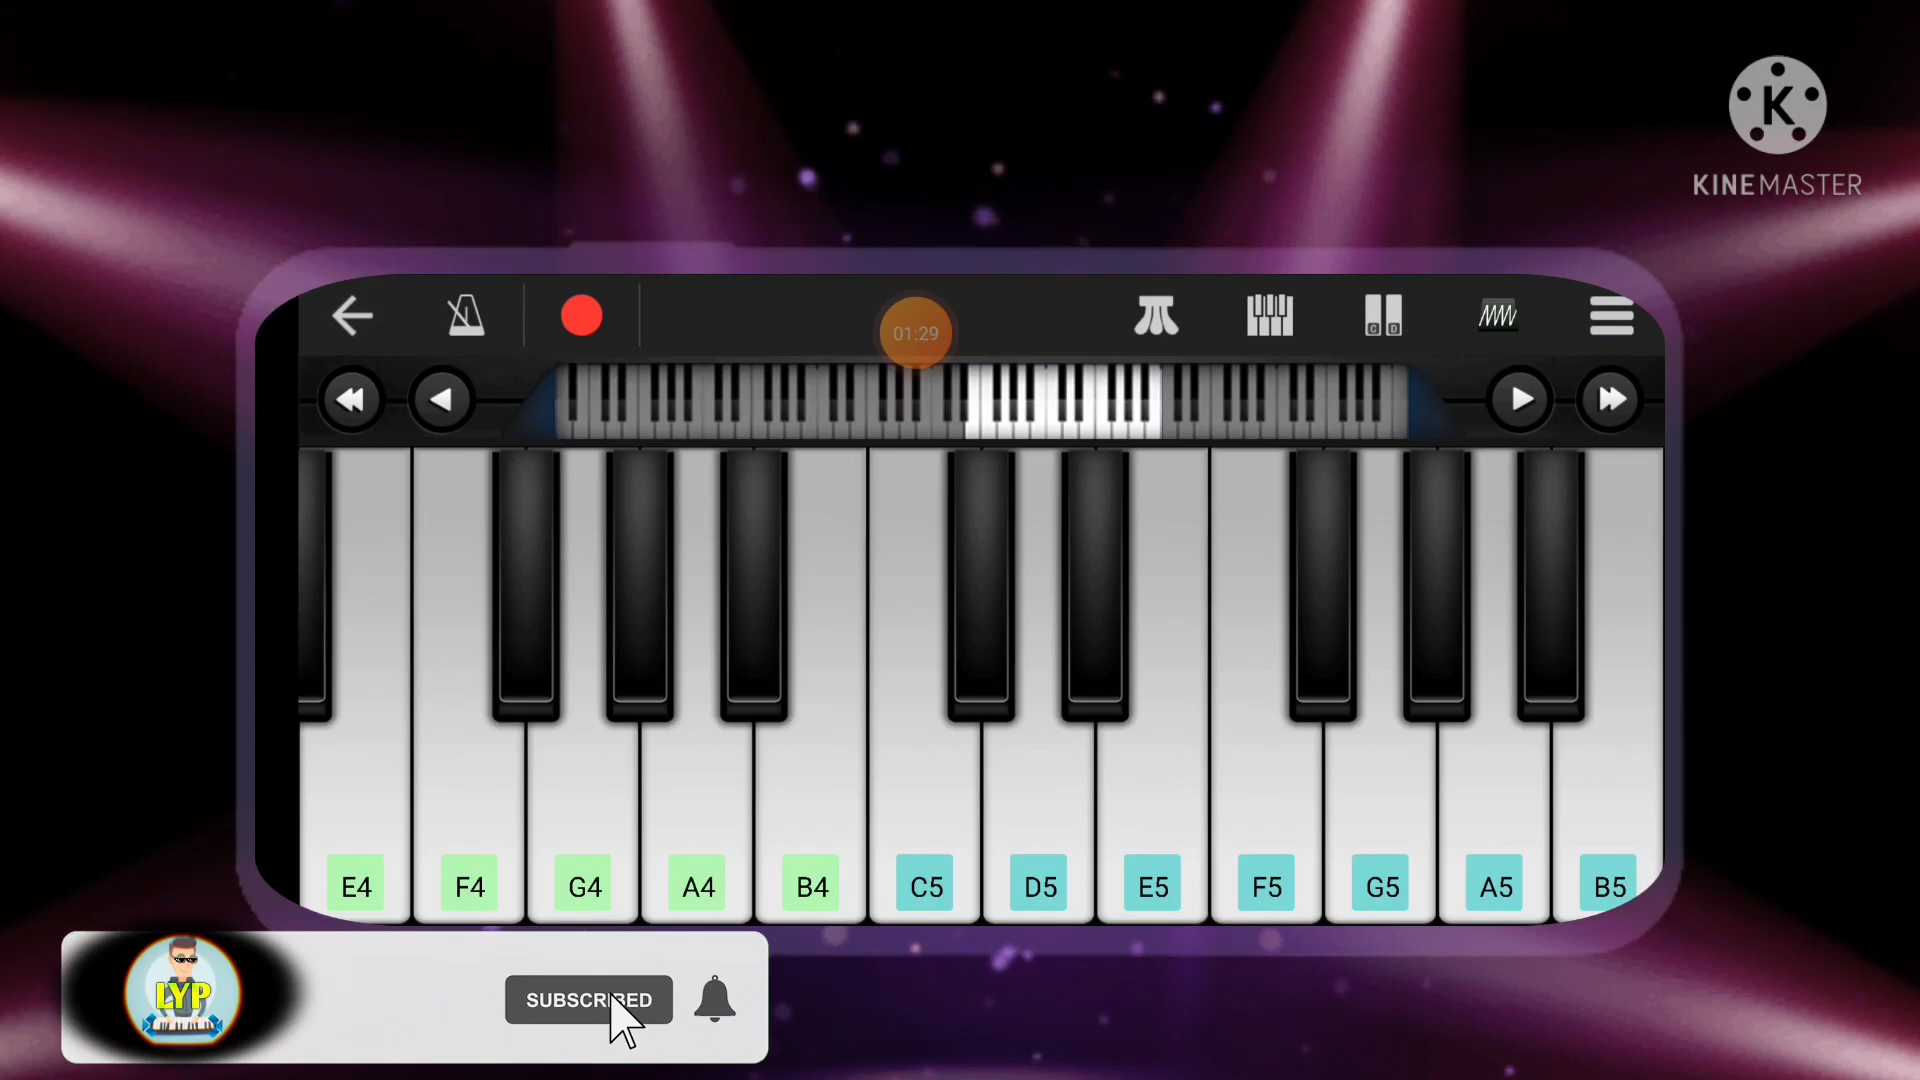 K
KINEMASTER
01:29
C D
E4 F4 G4 A4 B4 C5 D5 E5 F5 G5 A5 B5
LYP
SUBSCRIBED